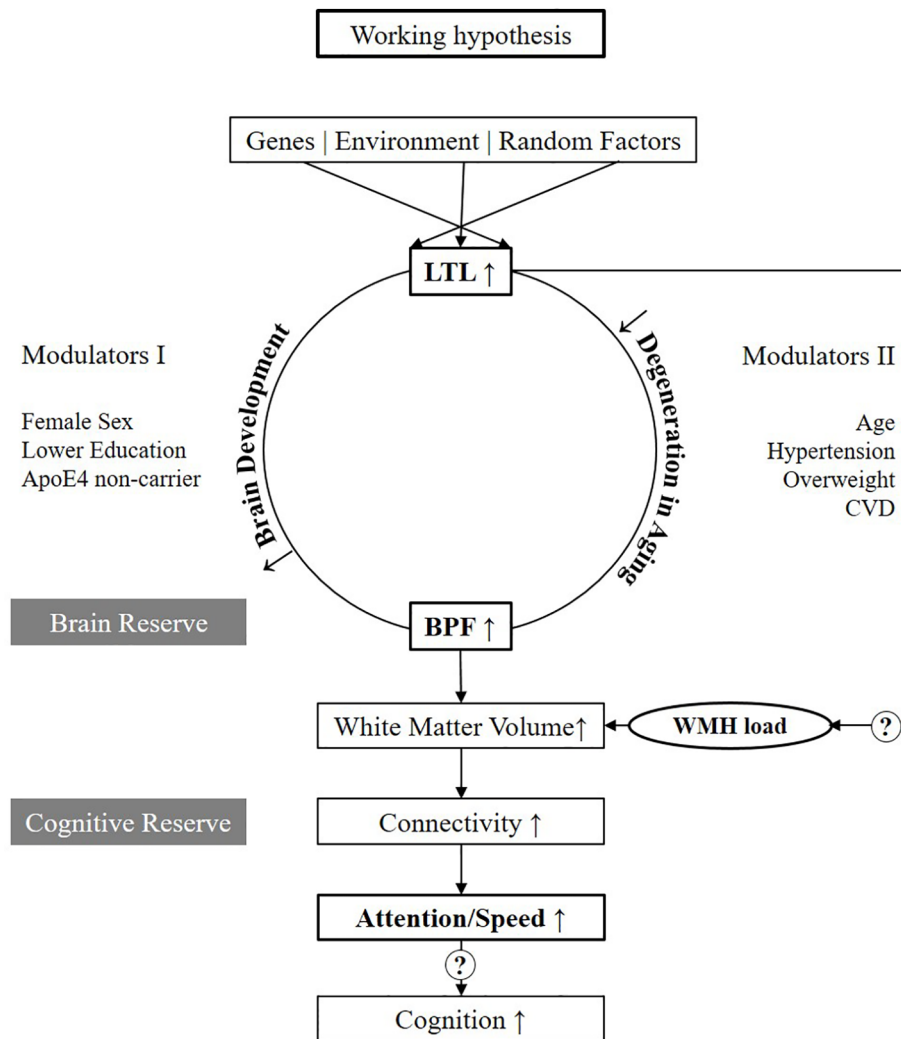 Working hypothesis
Genes | Environment | Random Factors
LTL ↑
Brain Development
↓ Degeneration in Aging
Modulators I
Female Sex
Lower Education
ApoE4 non-carrier
Modulators II
Age
Hypertension
Overweight
CVD
Brain Reserve
BPF ↑
White Matter Volume↑
WMH load
?
Cognitive Reserve
Connectivity ↑
Attention/Speed ↑
?
Cognition ↑